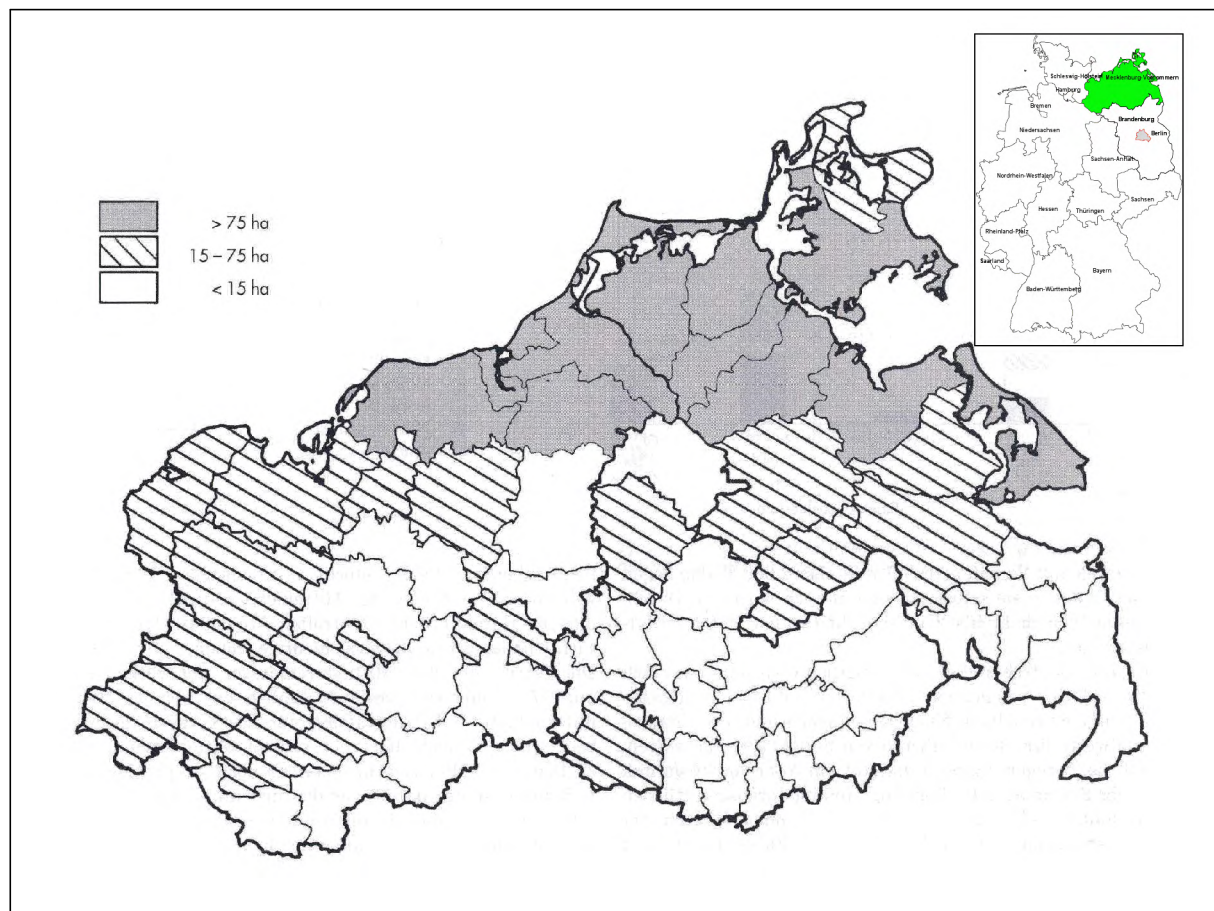 > 75 ha
15 – 75 ha
< 15 ha
Schleswig-Holstein
Mecklenburg-Vorpommern
Hamburg
Bremen
Brandenburg
Niedersachsen
Berlin
Sachsen-Anhalt
Nordrhein-Westfalen
Hessen
Thüringen
Sachsen
Rheinland-Pfalz
Saarland
Bayern
Baden-Württemberg